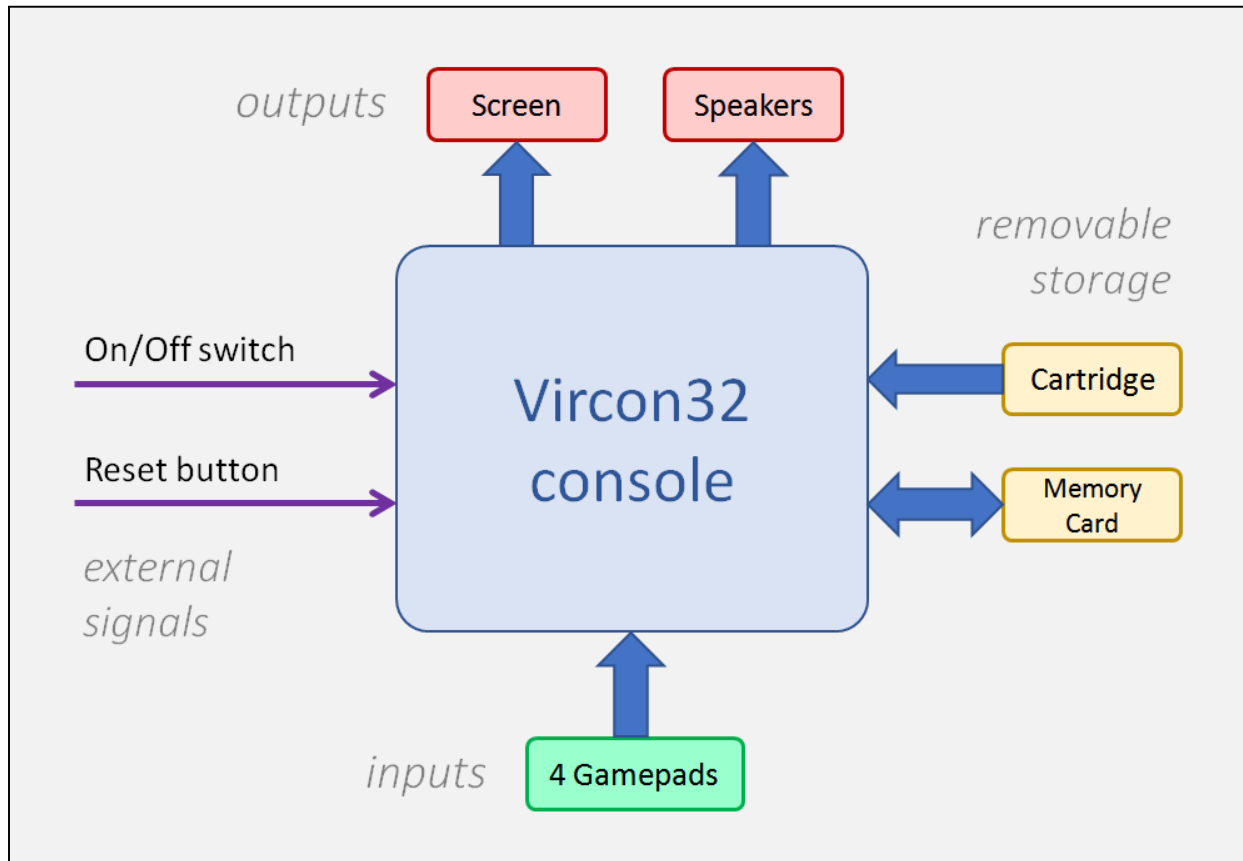 outputs
Screen
Speakers
removable
storage
On/Off switch
Vircon32
console
Cartridge
Reset button
Memory
Card
external
signals
inputs
4 Gamepads